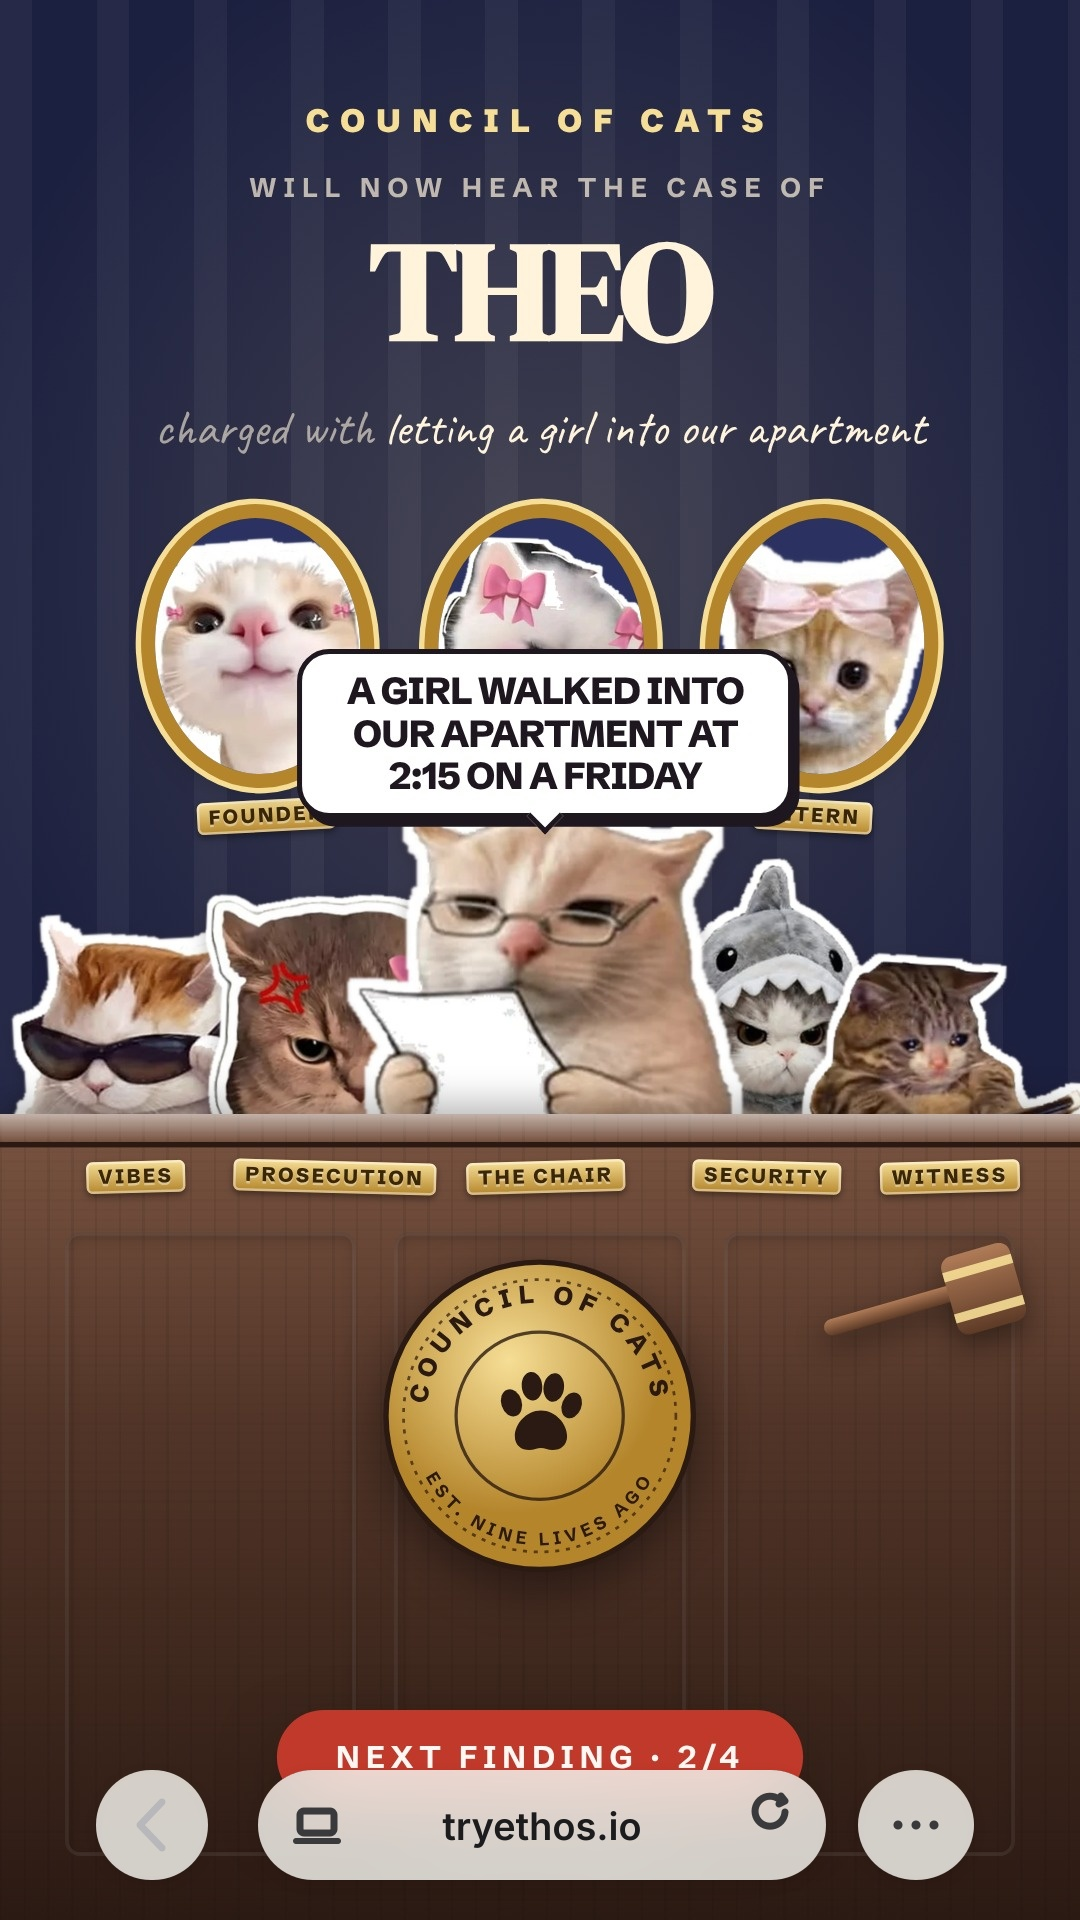 COUNCIL OF CATS
WILL NOW HEAR THE CASE OF
THEO
charged with letting a girl into our apartment
A GIRL WALKED INTO
OUR APARTMENT AT
2:15 ON A FRIDAY
VIBES
PROSECUTION
THE CHAIR
SECURITY
WITNESS
COUNCIL OF CATS
EST. NINE LIVES AGO
NEXT FINDING · 2/4
tryethos.io